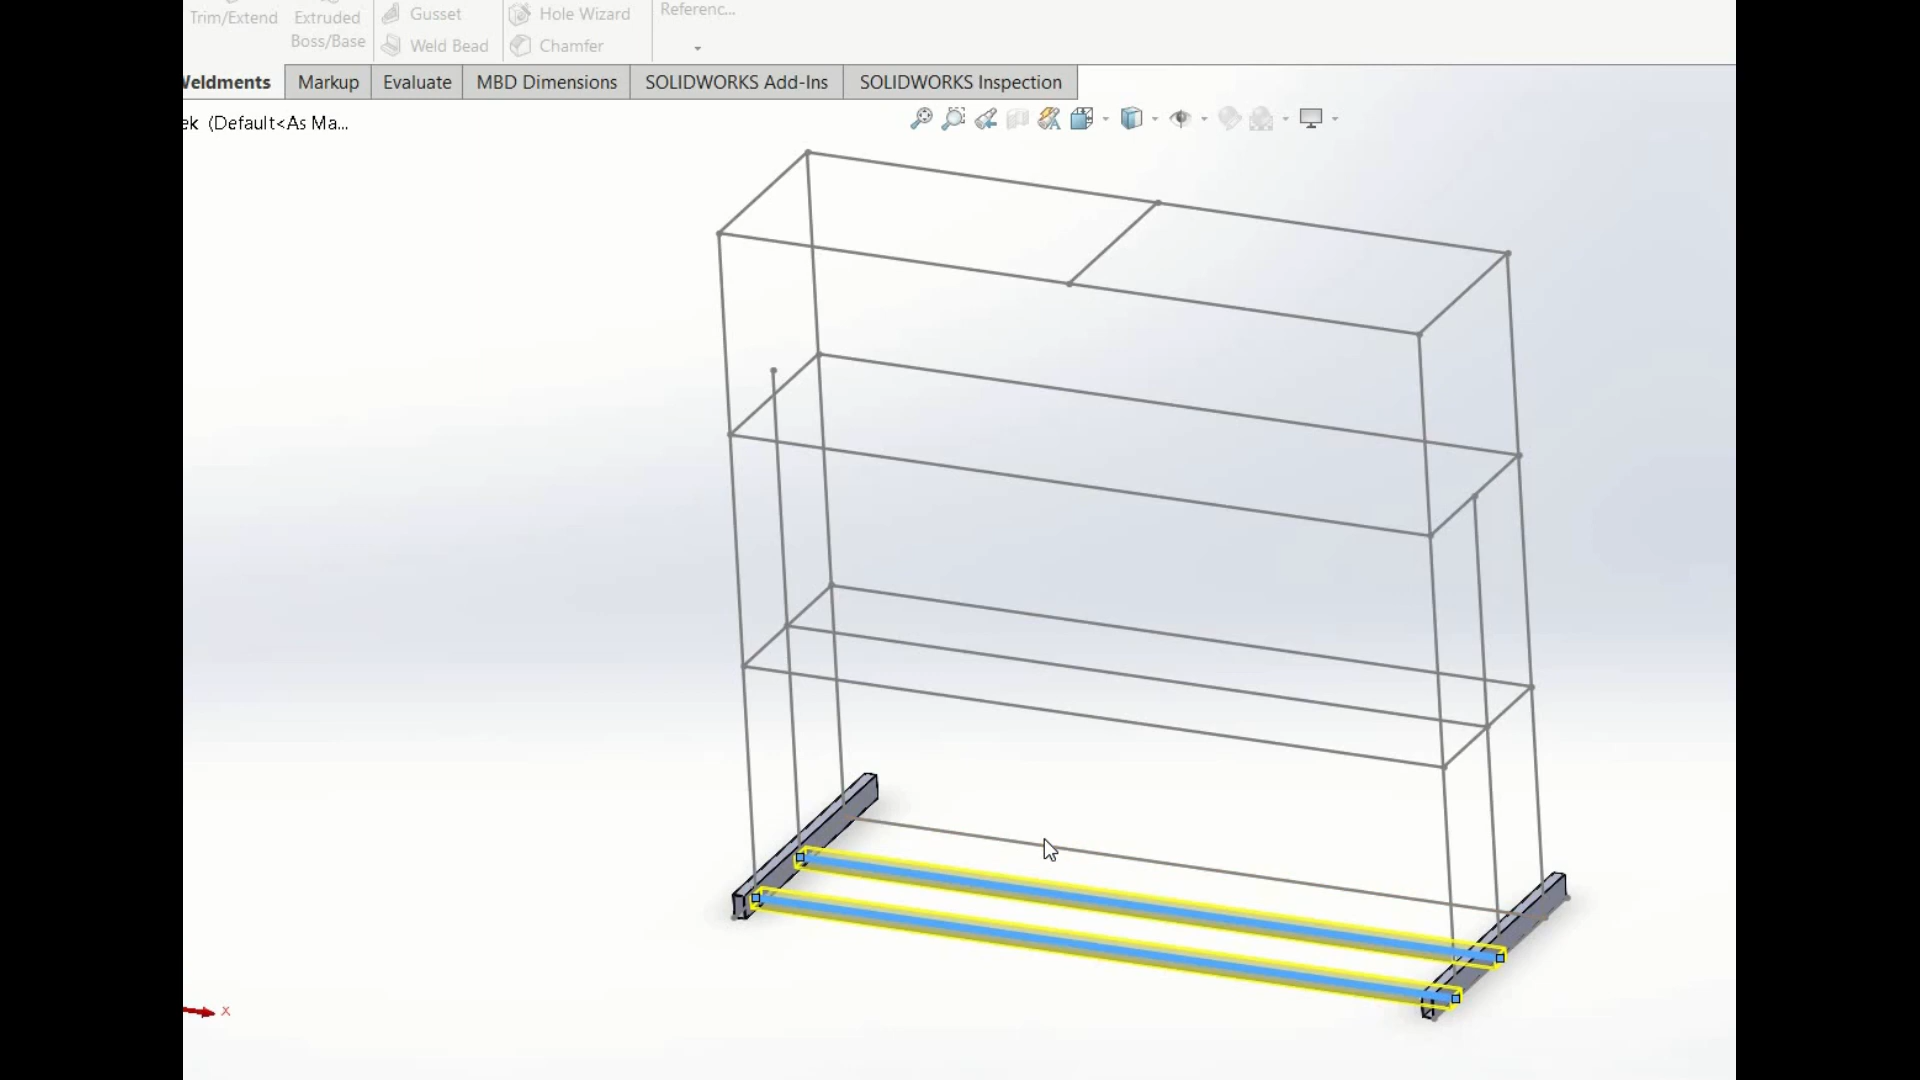 Trim/Extend
Extruded
Boss/Base
Gusset
Weld Bead
Hole Wizard
Chamfer
Referenc...
Weldments
Markup
Evaluate
MBD Dimensions
SOLIDWORKS Add-Ins
SOLIDWORKS Inspection
ek (Default<As Ma...
x